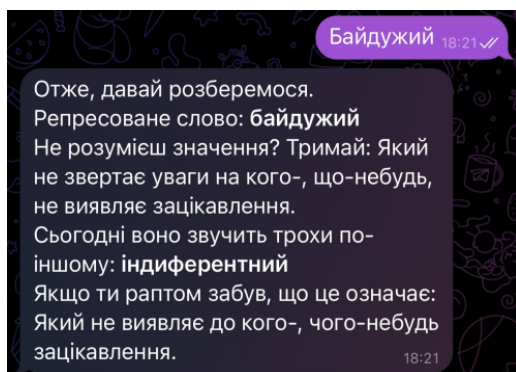 Байдужий 18:21
Отже, давай розберемося.
Репресоване слово: байдужий
Не розумієш значення? Тримай: Який
не звертає уваги на кого-, що-небудь,
не виявляє зацікавлення.
Сьогодні воно звучить трохи по-
іншому: індиферентний
Якщо ти раптом забув, що це означає:
Який не виявляє до кого-, чого-небудь
зацікавлення. 18:21